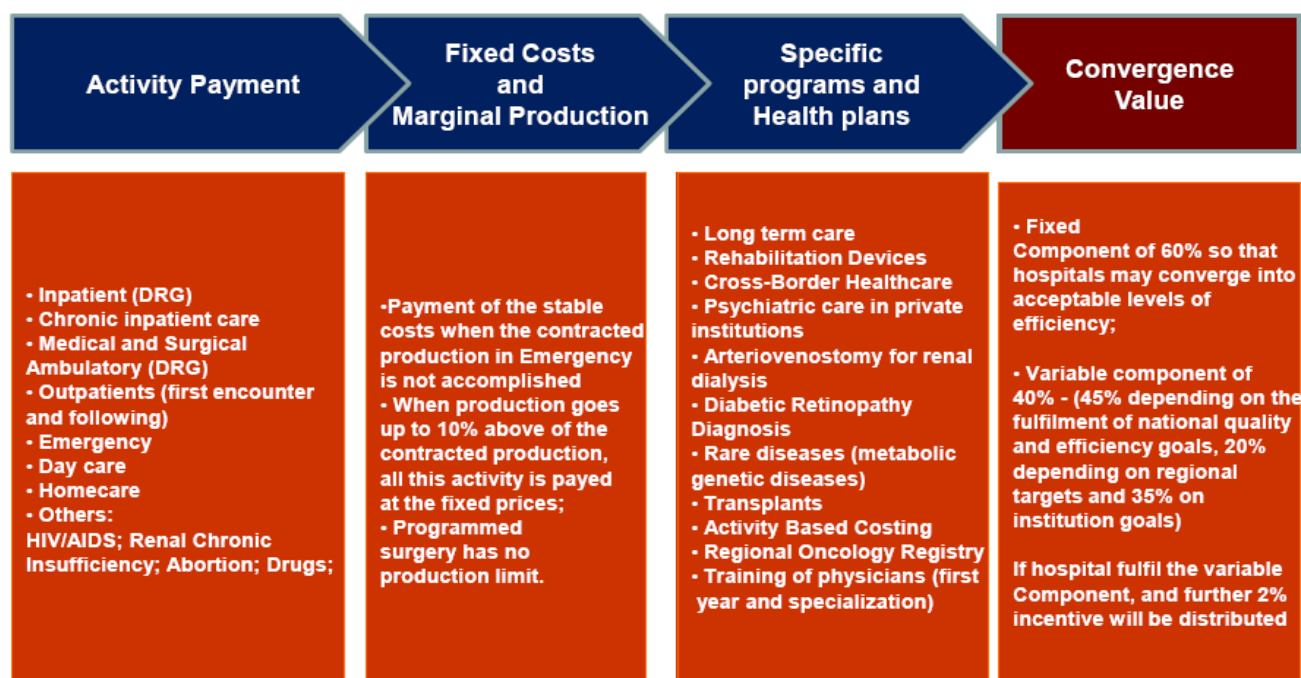 Activity Payment
Fixed Costs
and
Marginal Production
Specific
programs and
Health plans
Convergence
Value
• Inpatient (DRG)
• Chronic inpatient care
• Medical and Surgical
Ambulatory (DRG)
• Outpatients (first encounter
and following)
• Emergency
• Day care
• Homecare
• Others:
HIV/AIDS; Renal Chronic
Insufficiency; Abortion; Drugs;
•Payment of the stable
costs when the contracted
production in Emergency
is not accomplished
• When production goes
up to 10% above of the
contracted production,
all this activity is payed
at the fixed prices;
• Programmed
surgery has no
production limit.
• Long term care
• Rehabilitation Devices
• Cross-Border Healthcare
• Psychiatric care in private
institutions
• Arteriovenostomy for renal
dialysis
• Diabetic Retinopathy
Diagnosis
• Rare diseases (metabolic
genetic diseases)
• Transplants
• Activity Based Costing
• Regional Oncology Registry
• Training of physicians (first
year and specialization)
• Fixed
Component of 60% so that
hospitals may converge into
acceptable levels of
efficiency;
• Variable component of
40% - (45% depending on the
fulfilment of national quality
and efficiency goals, 20%
depending on regional
targets and 35% on
institution goals)
If hospital fulfil the variable
Component, and further 2%
incentive will be distributed